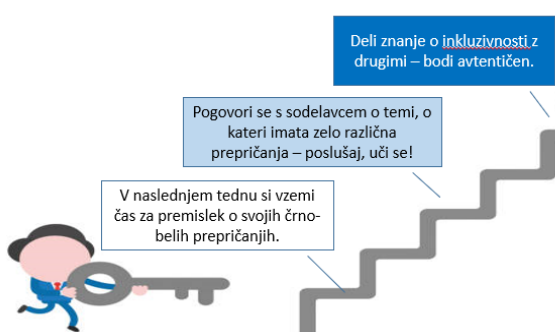 Deli znanje o inkluzivnosti z
drugimi – bodi avtentičen.
Pogovori se s sodelavcem o temi, o
kateri imata zelo različna
prepričanja – poslušaj, uči se!
V naslednjem tednu si vzemi
čas za premislek o svojih črno-
belih prepričanjih.